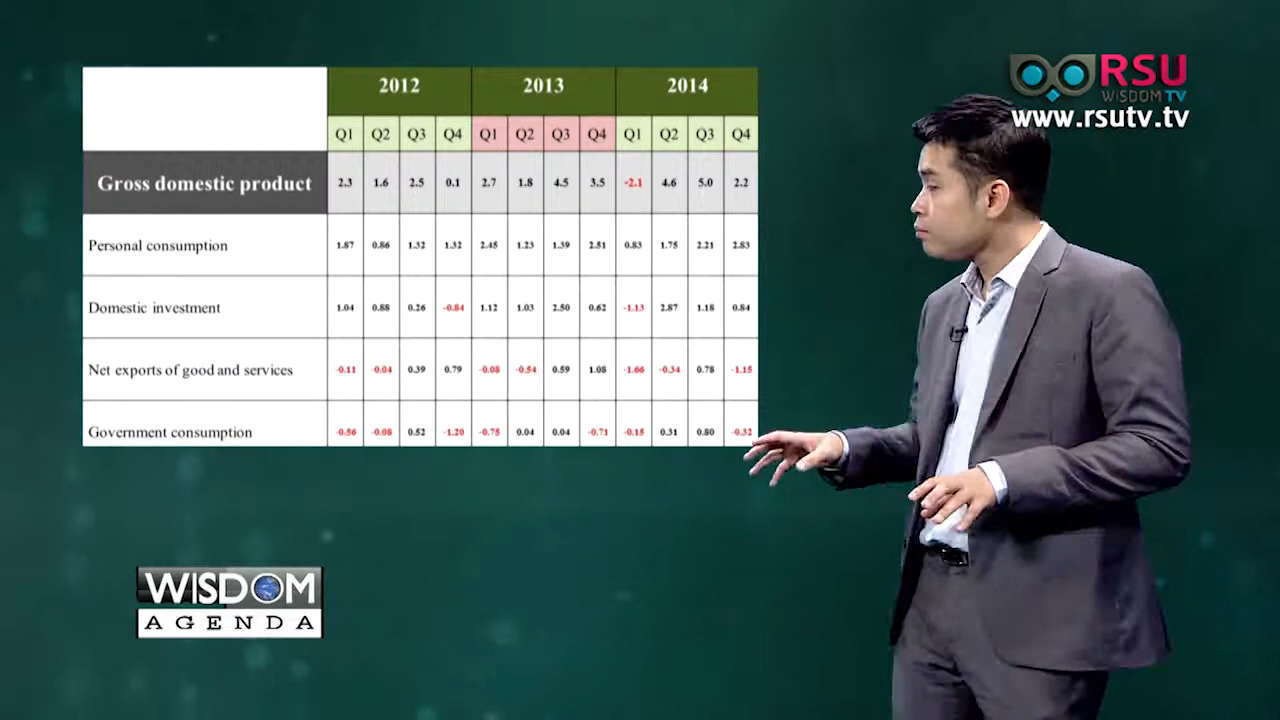 RSU
WISDOM TV
www.rsutv.tv
2012 2013 2014
Q1 Q2 Q3 Q4 Q1 Q2 Q3 Q4 Q1 Q2 Q3 Q4
Gross domestic product 2.3 1.6 2.5 0.1 2.7 1.8 4.5 3.5 -2.1 4.6 5.0 2.2
Personal consumption 1.87 0.86 1.32 1.32 2.45 1.23 1.39 2.51 0.83 1.75 2.21 2.83
Domestic investment 1.04 0.88 0.26 -0.84 1.12 1.03 2.50 0.62 -1.13 2.87 1.18 0.84
Net exports of good and services -0.11 -0.04 0.39 0.79 -0.08 -0.54 0.59 1.08 -1.66 -0.34 0.78 -1.15
Government consumption -0.56 -0.08 0.52 -1.20 -0.75 0.04 0.04 -0.71 -0.15 0.31 0.80 -0.32
WISDOM
AGENDA